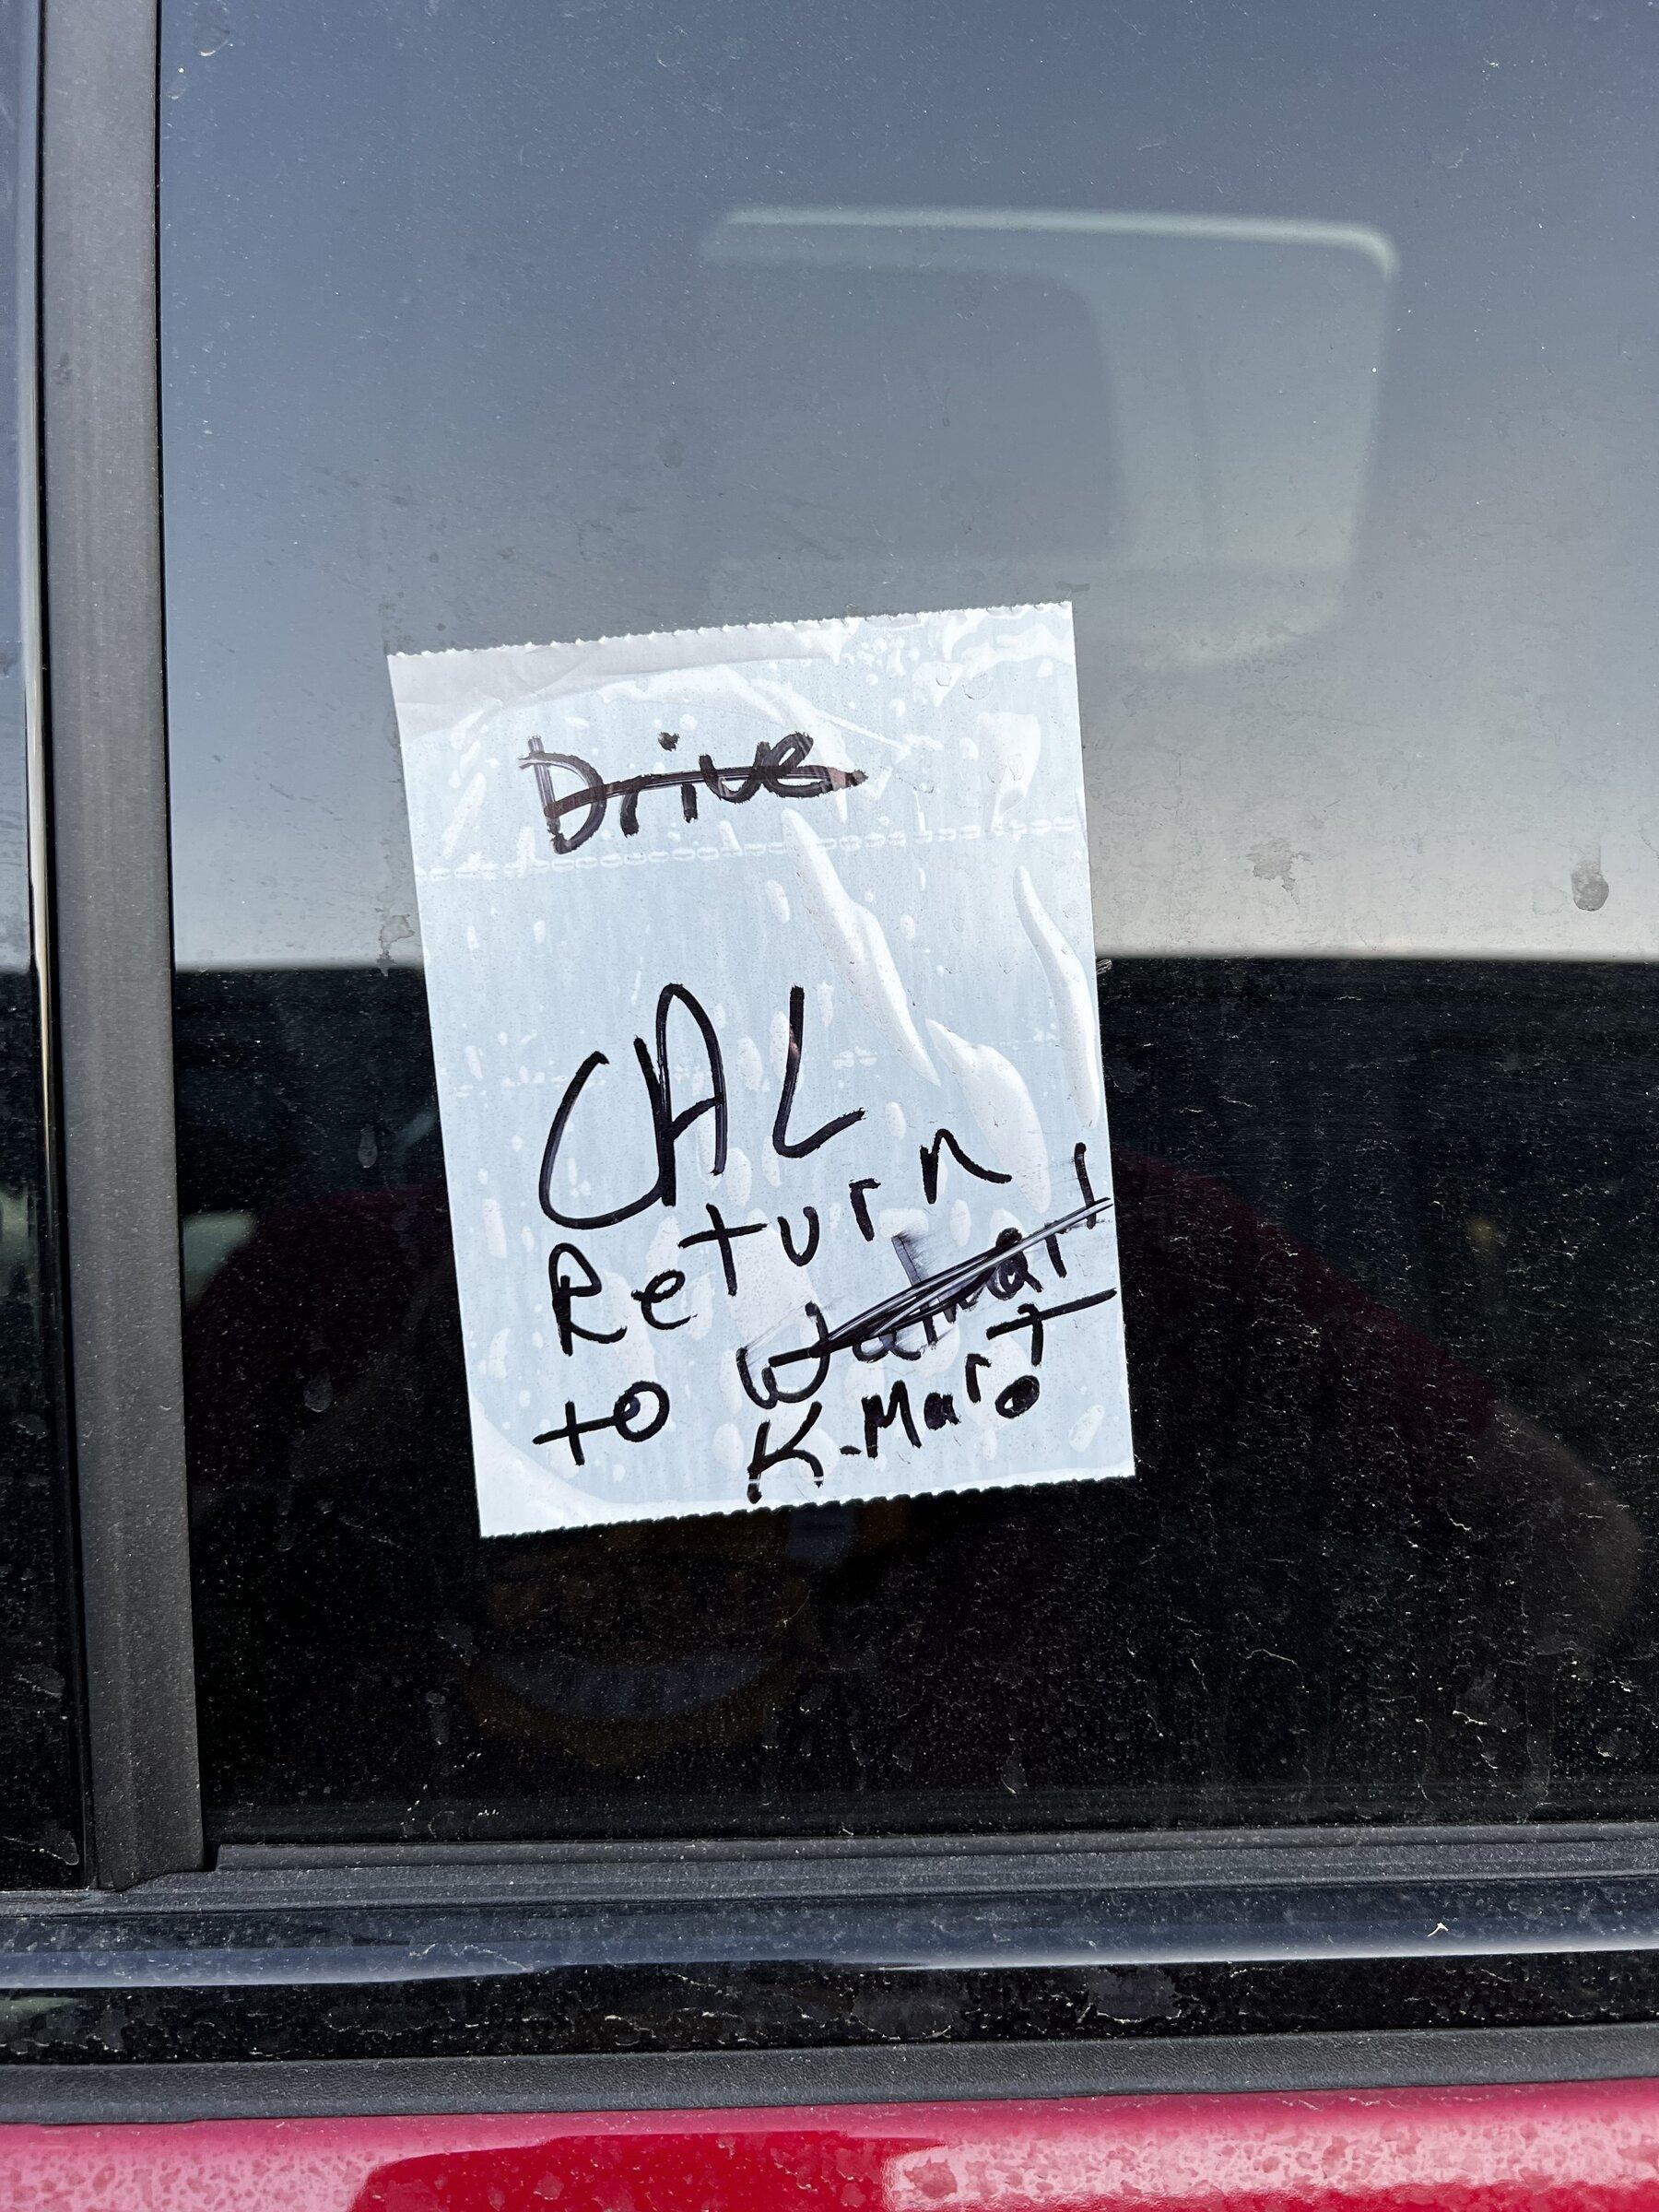 Drive
CAL
Return
to Walmart
K-Mart